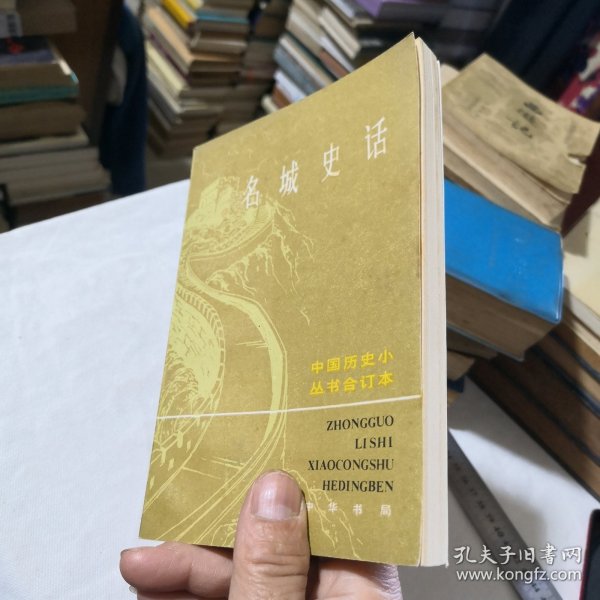 名城史话
中国历史小
丛书合订本
ZHONGGUO
LISHI
XIAOCONGSHU
HEDINGBEN
中华书局
孔夫子旧书网
www.kongfz.com